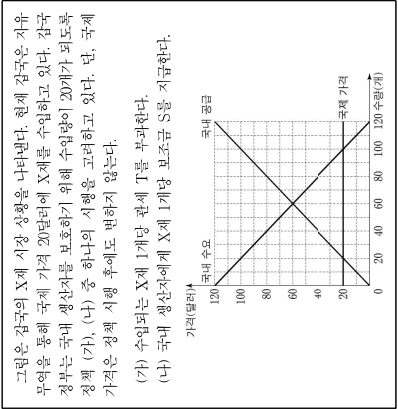 그림은 갑국의 X재 시장 상황을 나타낸다. 현재 갑국은 자유
무역을 통해 국제 가격 20달러에 X재를 수입하고 있다. 갑국
정부는 국내 생산자를 보호하기 위해 수입량이 20개가 되도록
정책 (가), (나) 중 하나의 시행을 고려하고 있다. 단, 국제
가격은 정책 시행 후에도 변하지 않는다.
(가) 수입되는 X재 1개당 관세 T를 부과한다.
(나) 국내 생산자에게 X재 1개당 보조금 S를 지급한다.
가격(달러)
120
100
80
60
40
20
0
국내 수요
국내 공급
국제 가격
20
40
60
80
100
120
수량(개)